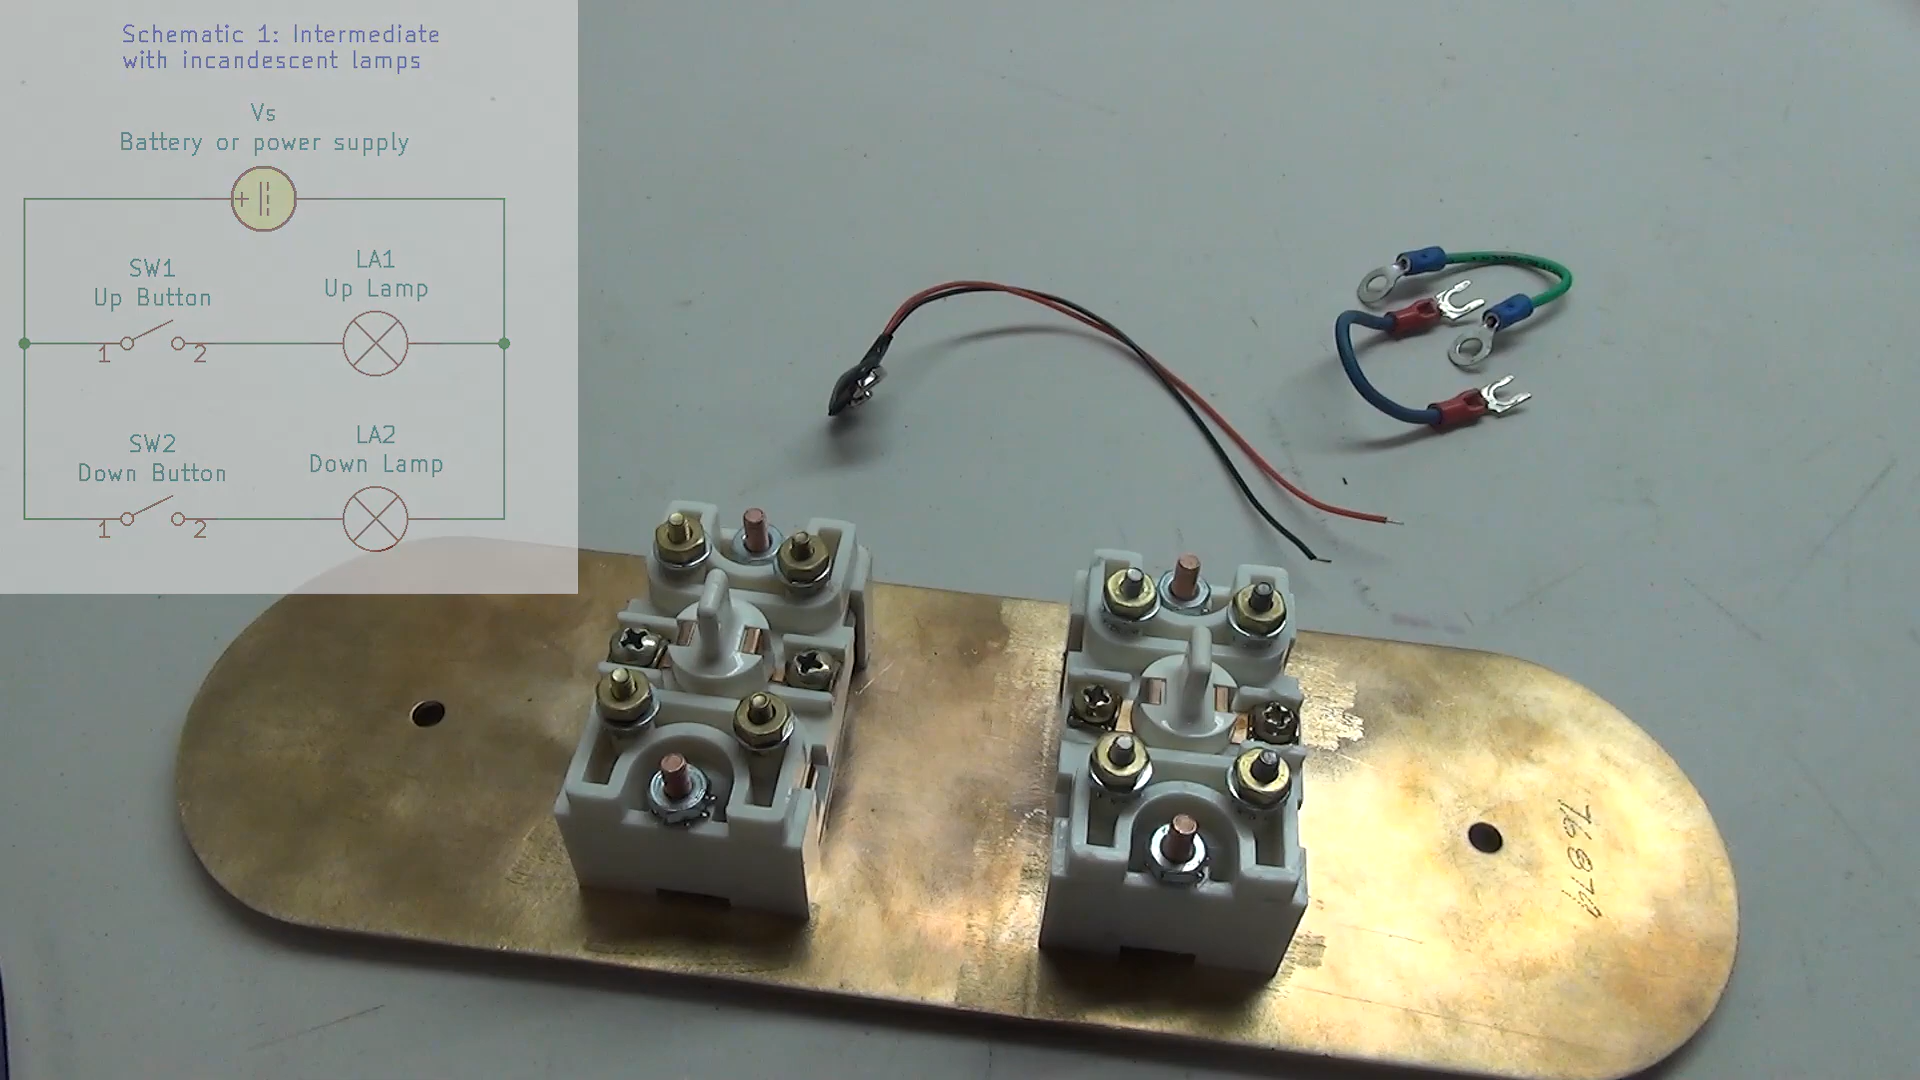 Schematic 1: Intermediate
with incandescent lamps
Vs
Battery or power supply
+
SW1
Up Button
LA1
Up Lamp
1
2
SW2
Down Button
LA2
Down Lamp
1
2